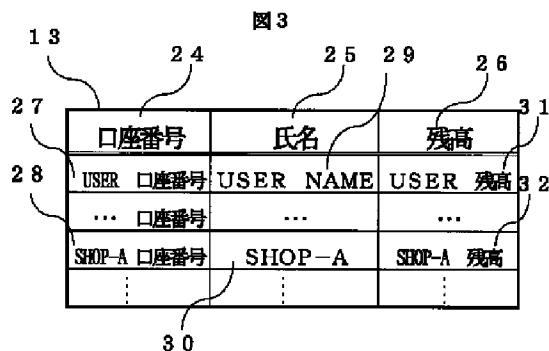 図3
13 24 25 29 26
27 28 31 32
口座番号 氏名 残高
USER 口座番号 USER NAME USER 残高
… 口座番号 … …
SHOP-A 口座番号 SHOP-A SHOP-A 残高
30